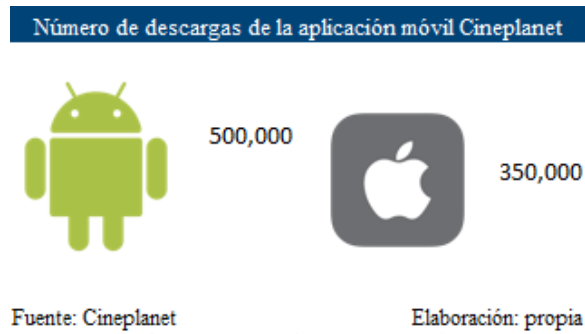 Número de descargas de la aplicación móvil Cineplanet
500,000
350,000
Fuente: Cineplanet
Elaboración: propia